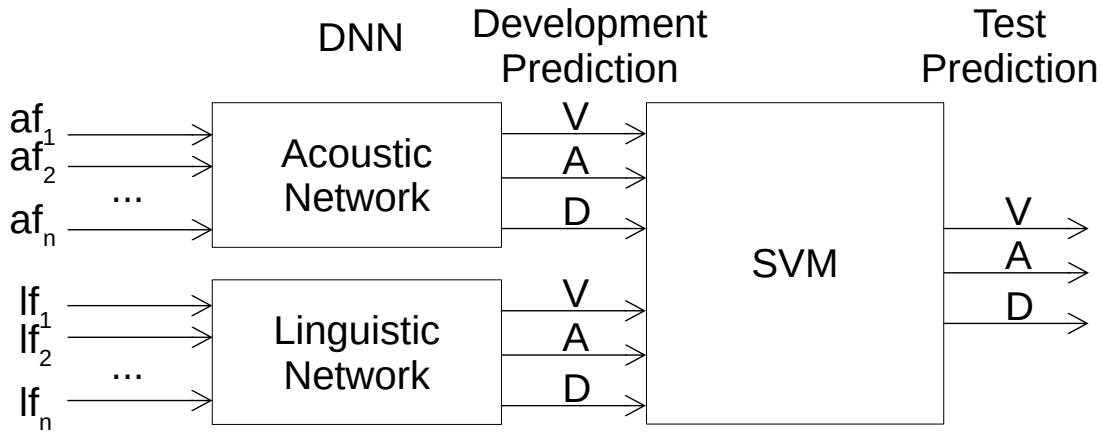 DNN
Development
Prediction
Test
Prediction
af1
af2
...
afn
Acoustic
Network
V
A
D
lf1
lf2
...
lfn
Linguistic
Network
V
A
D
SVM
V
A
D